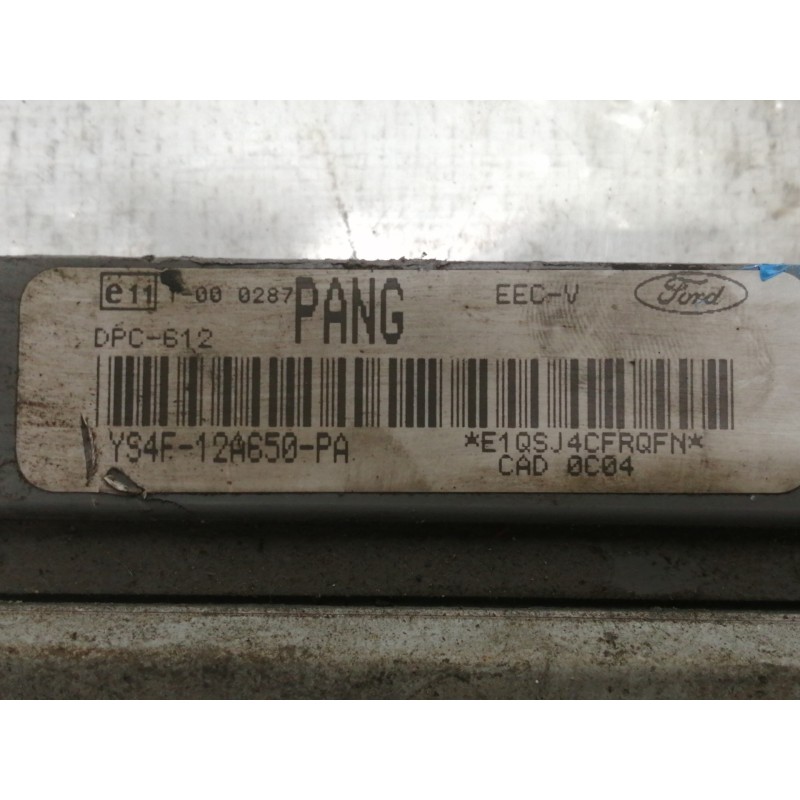 e11 1-00 0287 PANG EEC-V Ford
DPC-612
YS4F-12A650-PA *E1QSJ4CFRQFN*
CAD 0C04